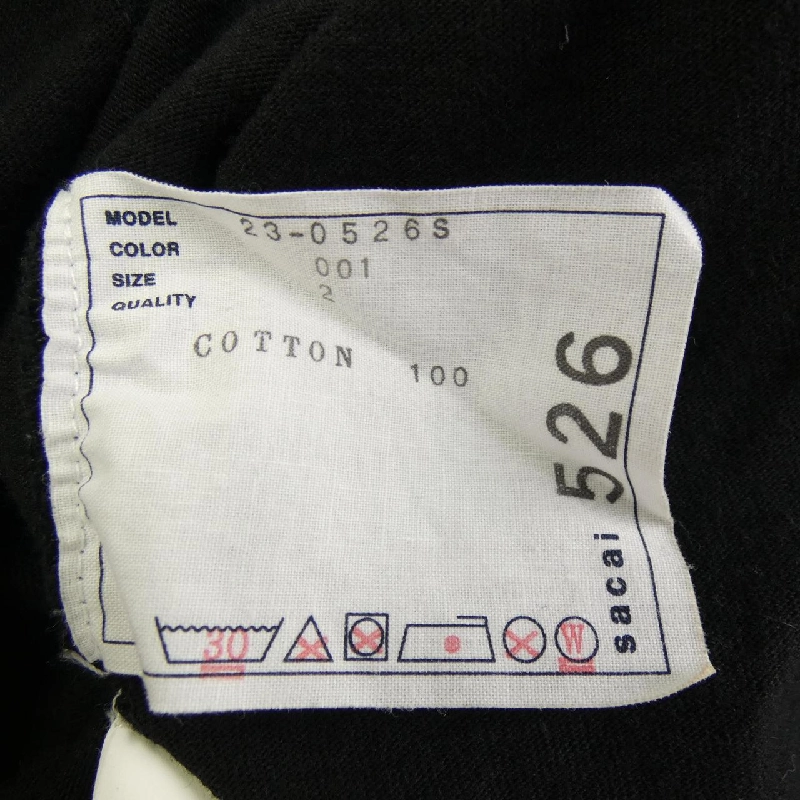 MODEL 23-0526S
COLOR 001
SIZE 2
QUALITY
COTTON 100
526
sacai
30
W